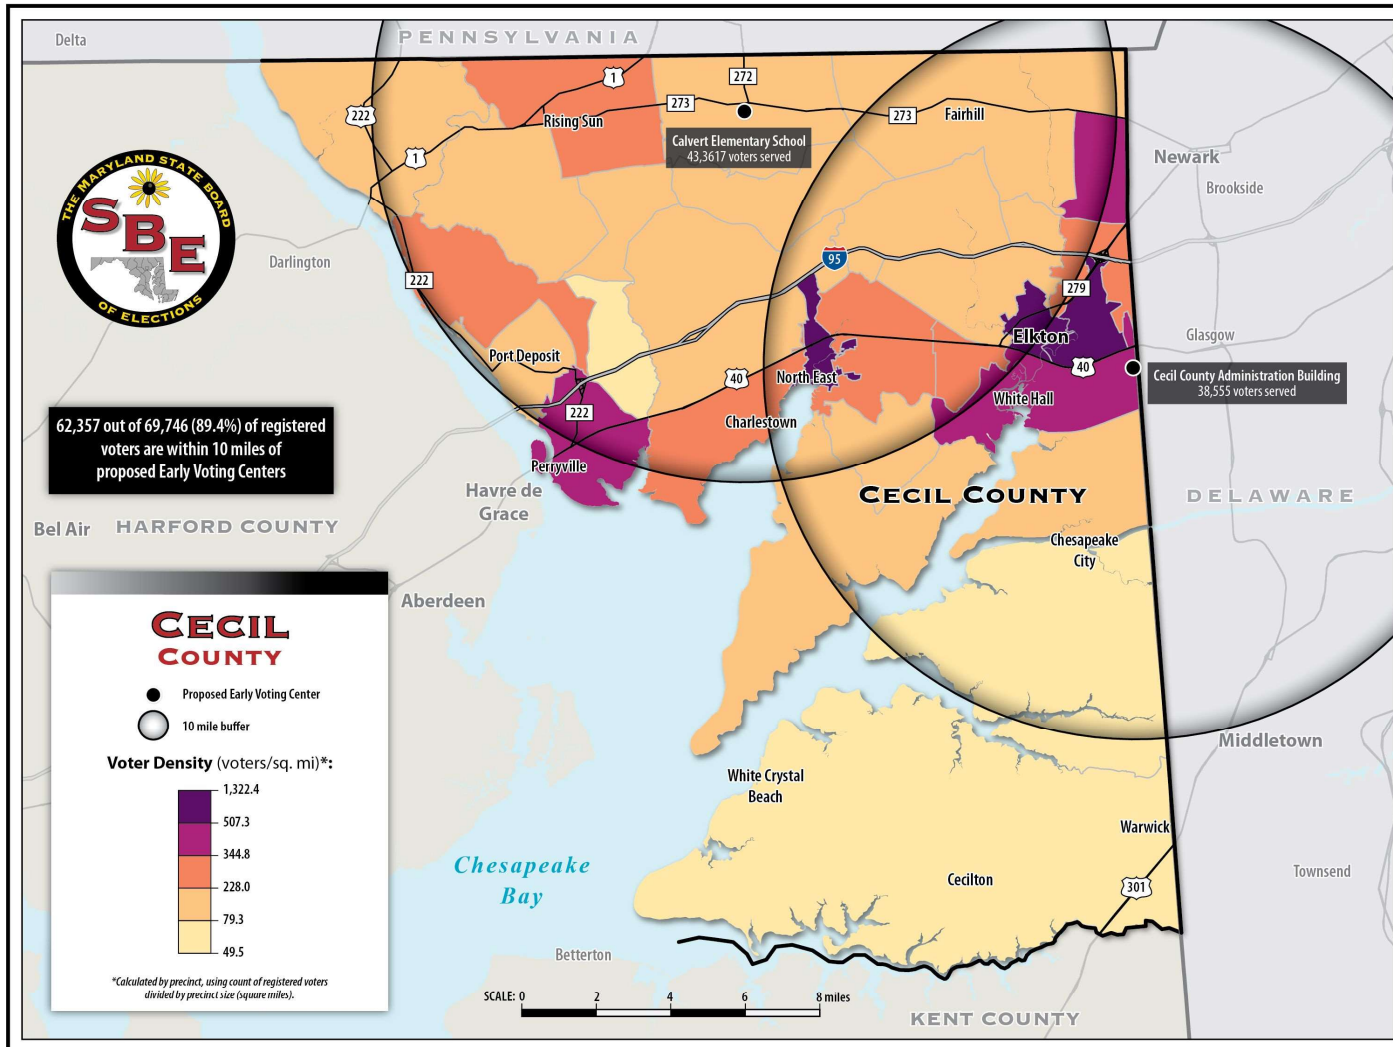 Delta
PENNSYLVANIA
1
272
222
273
273
Fairhill
Rising Sun
Calvert Elementary School
43,3617 voters served
1
Newark
Brookside
THE MARYLAND STATE BOARD
SBE
OF ELECTIONS
Darlington
95
222
279
Elkton
Glasgow
Port Deposit
40
North East
40
Cecil County Administration Building
38,555 voters served
White Hall
222
Charlestown
62,357 out of 69,746 (89.4%) of registered
voters are within 10 miles of
proposed Early Voting Centers
Perryville
Havre de
Grace
CECIL COUNTY
DELAWARE
Bel Air
HARFORD COUNTY
Chesapeake
City
Aberdeen
CECIL
COUNTY
Proposed Early Voting Center
10 mile buffer
Voter Density (voters/sq. mi)*:
1,322.4
507.3
344.8
228.0
79.3
49.5
*Calculated by precinct, using count of registered voters
divided by precinct size (square miles).
Middletown
White Crystal
Beach
Warwick
Chesapeake
Bay
Cecilton
301
Townsend
Betterton
SCALE: 0 2 4 6 8 miles
KENT COUNTY